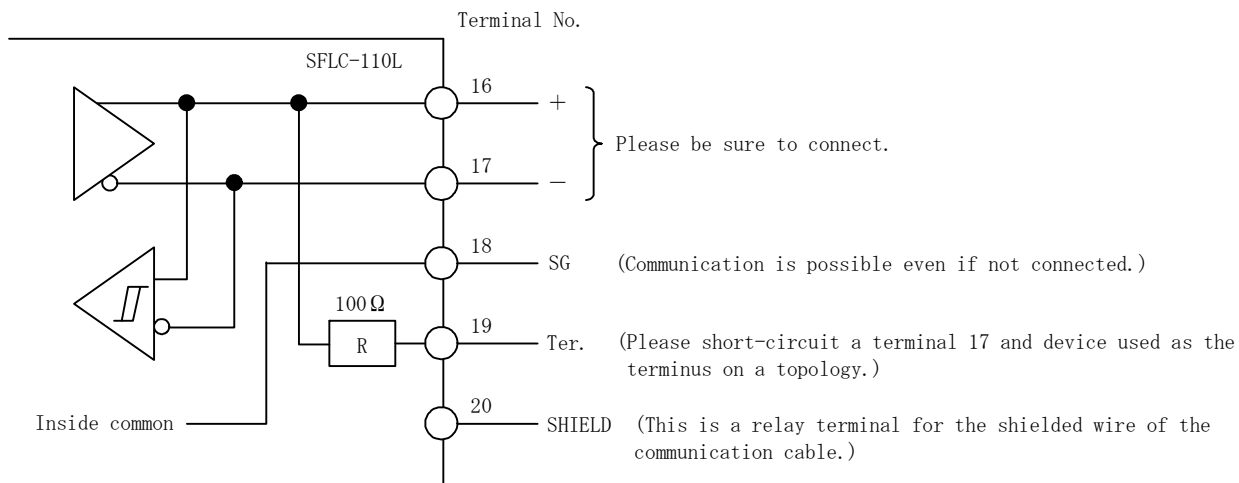 Terminal No.
SFLC-110L
16
+
17
−
Please be sure to connect.
18
SG (Communication is possible even if not connected.)
100Ω
R
19
Ter. (Please short-circuit a terminal 17 and device used as the
terminus on a topology.)
20
Inside common
SHIELD (This is a relay terminal for the shielded wire of the
communication cable.)